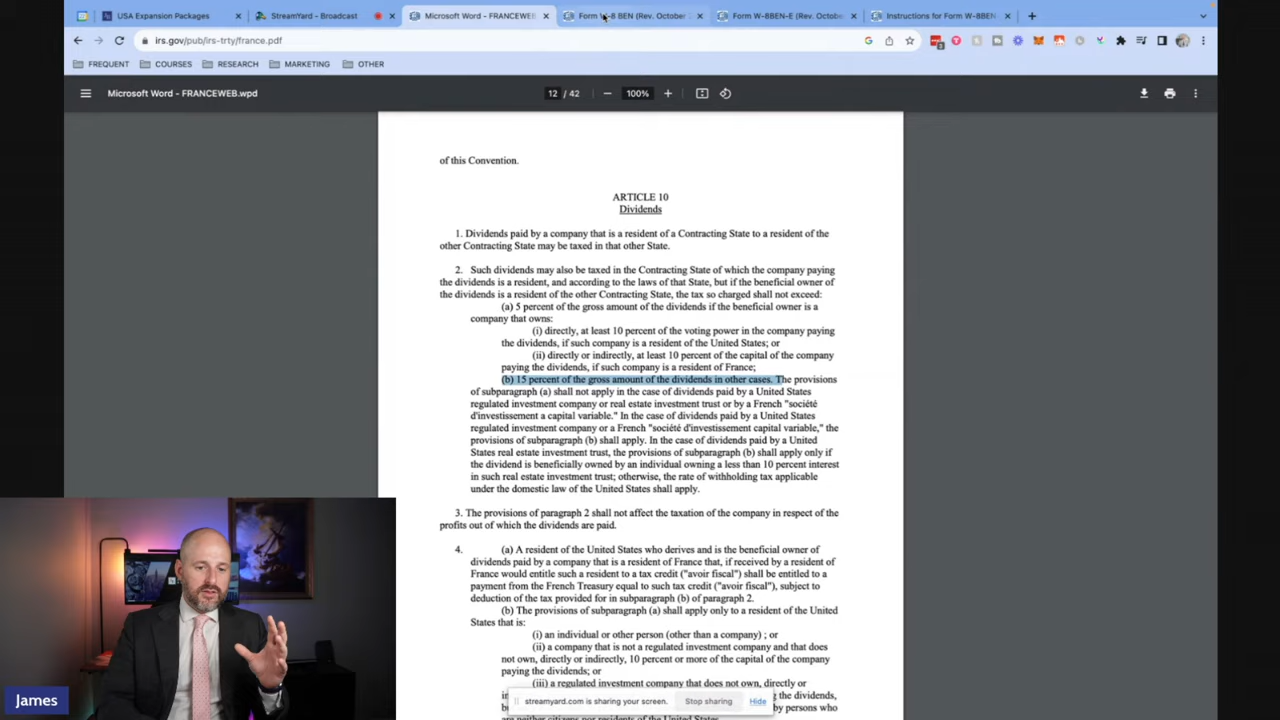 USA Expansion Packages
StreamYard - Broadcast
Microsoft Word - FRANCEWEB
Form W-8 BEN (Rev. October
Form W-8BEN-E (Rev. Octobe
Instructions for Form W-8BEN
irs.gov/pub/irs-trty/france.pdf
FREQUENT COURSES RESEARCH MARKETING OTHER
Microsoft Word - FRANCEWEB.wpd
12 / 42
100%
of this Convention.
ARTICLE 10
Dividends
1. Dividends paid by a company that is a resident of a Contracting State to a resident of the
other Contracting State may be taxed in that other State.
2. Such dividends may also be taxed in the Contracting State of which the company paying
the dividends is a resident, and according to the laws of that State, but if the beneficial owner of
the dividends is a resident of the other Contracting State, the tax so charged shall not exceed:
(a) 5 percent of the gross amount of the dividends if the beneficial owner is a
company that owns:
(i) directly, at least 10 percent of the voting power in the company paying
the dividends, if such company is a resident of the United States; or
(ii) directly or indirectly, at least 10 percent of the capital of the company
paying the dividends, if such company is a resident of France;
(b) 15 percent of the gross amount of the dividends in other cases. The provisions
of subparagraph (a) shall not apply in the case of dividends paid by a United States
regulated investment company or real estate investment trust or by a French "société
d'investissement a capital variable." In the case of dividends paid by a United States
regulated investment company or a French "société d'investissement capital variable," the
provisions of subparagraph (b) shall apply. In the case of dividends paid by a United
States real estate investment trust, the provisions of subparagraph (b) shall apply only if
the dividend is beneficially owned by an individual owning a less than 10 percent interest
in such real estate investment trust; otherwise, the rate of withholding tax applicable
under the domestic law of the United States shall apply.
3. The provisions of paragraph 2 shall not affect the taxation of the company in respect of the
profits out of which the dividends are paid.
4. (a) A resident of the United States who derives and is the beneficial owner of
dividends paid by a company that is a resident of France that, if received by a resident of
France would entitle such a resident to a tax credit ("avoir fiscal") shall be entitled to a
payment from the French Treasury equal to such tax credit ("avoir fiscal"), subject to
deduction of the tax provided for in subparagraph (b) of paragraph 2.
(b) The provisions of subparagraph (a) shall apply only to a resident of the United
States that is:
(i) an individual or other person (other than a company) ; or
(ii) a company that is not a regulated investment company and that does
not own, directly or indirectly, 10 percent or more of the capital of the company
paying the dividends; or
(iii) a regulated investment company that does not own, directly or
g the dividends,
by persons who
streamyard.com is sharing your screen.
Stop sharing
Hide
James